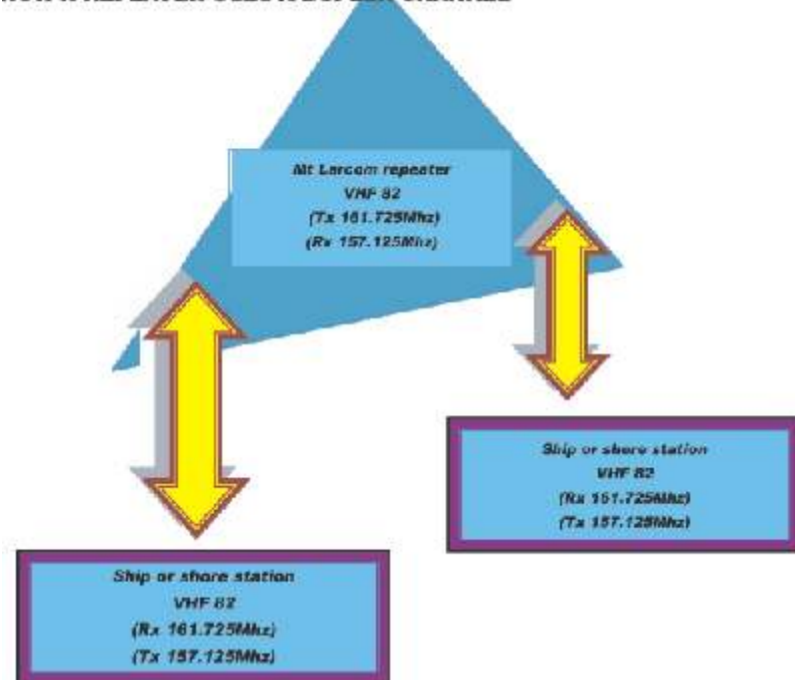 Mt Larcom repeater
VHF 82
(Tx 161.725Mhz)
(Rx 157.125Mhz)
Ship or shore station
VHF 82
(Rx 161.725Mhz)
(Tx 157.125Mhz)
Ship or shore station
VHF 82
(Rx 161.725Mhz)
(Tx 157.125Mhz)